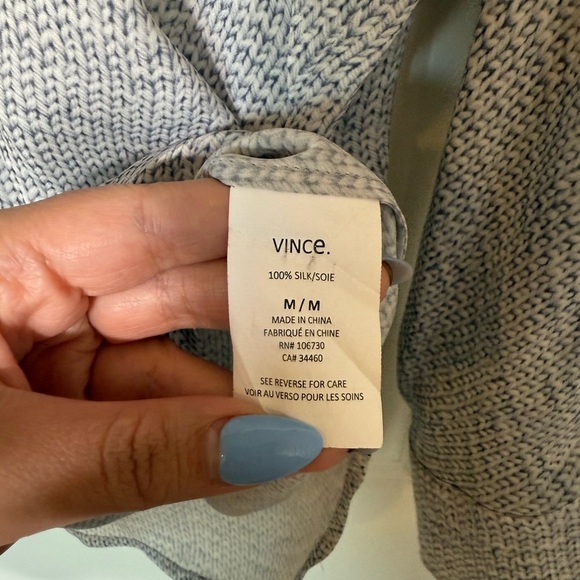 VINCe.
100% SILK/SOIE
M / M
MADE IN CHINA
FABRIQUÉ EN CHINE
RN# 106730
CA# 34460
SEE REVERSE FOR CARE
VOIR AU VERSO POUR LES SOINS